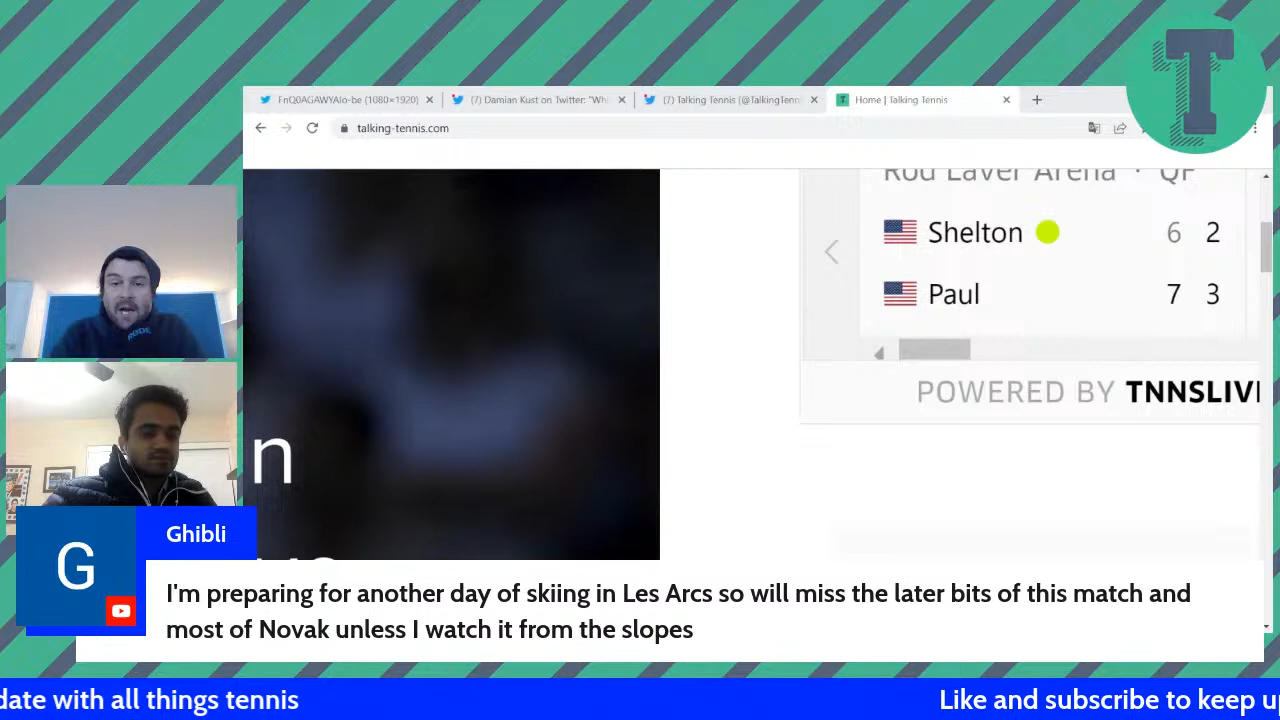 T
FnQ0AGAWYAIo-be (1080×1920)
(7) Damian Kust on Twitter: "Whi
(7) Talking Tennis (@TalkingTenn
Home | Talking Tennis
talking-tennis.com
Rod Laver Arena · QF
Shelton 6 2
Paul 7 3
POWERED BY TNNSLIVE
n
RØDE
G
Ghibli
I'm preparing for another day of skiing in Les Arcs so will miss the later bits of this match and
most of Novak unless I watch it from the slopes
date with all things tennis
Like and subscribe to keep up